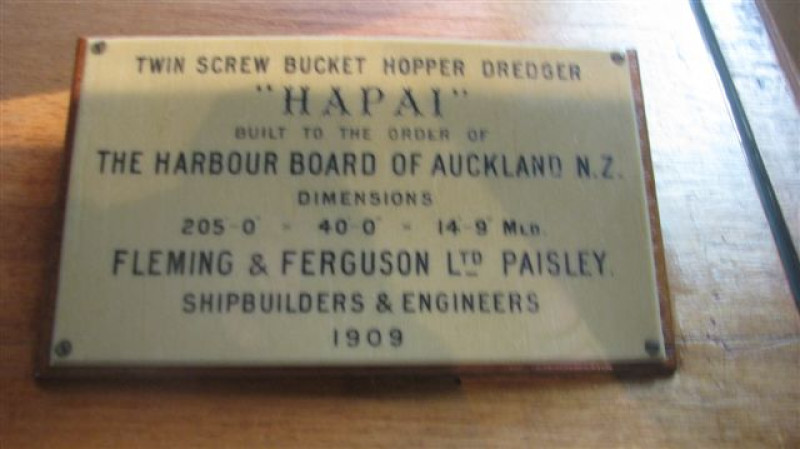 TWIN SCREW BUCKET HOPPER DREDGER
"HAPAI"
BUILT TO THE ORDER OF
THE HARBOUR BOARD OF AUCKLAND N.Z.
DIMENSIONS
205'-0" - 40'-0" - 14'-9" MLD.
FLEMING & FERGUSON LTD PAISLEY.
SHIPBUILDERS & ENGINEERS
1909